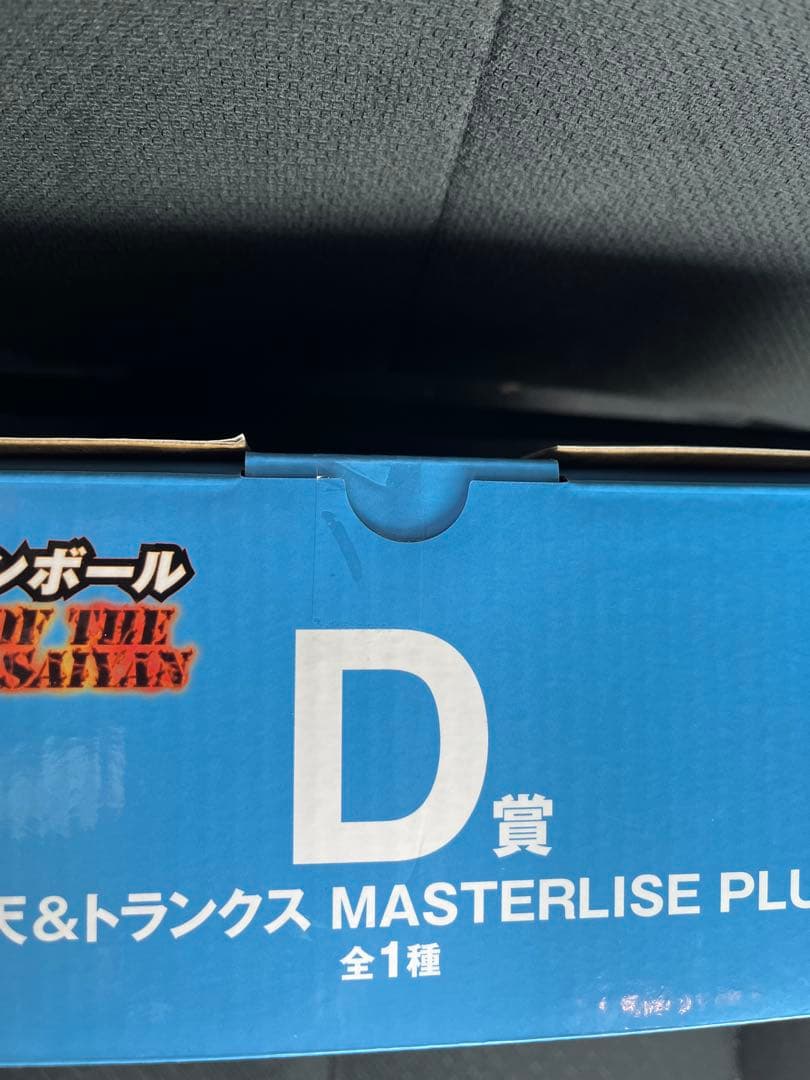 ンボール
OF THE
SAIYAN
D賞
天&トランクス MASTERLISE PLU
全1種